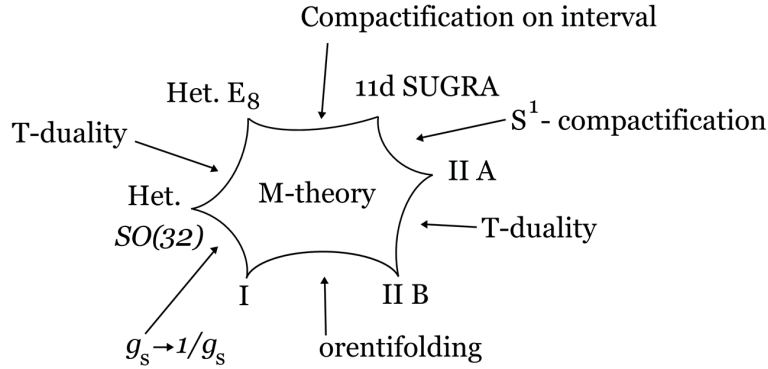 Compactification on interval
Het. E₈
11d SUGRA
S¹- compactification
T-duality
II A
Het.
SO(32)
M-theory
T-duality
I
II B
gₛ→1/gₛ
orentifolding